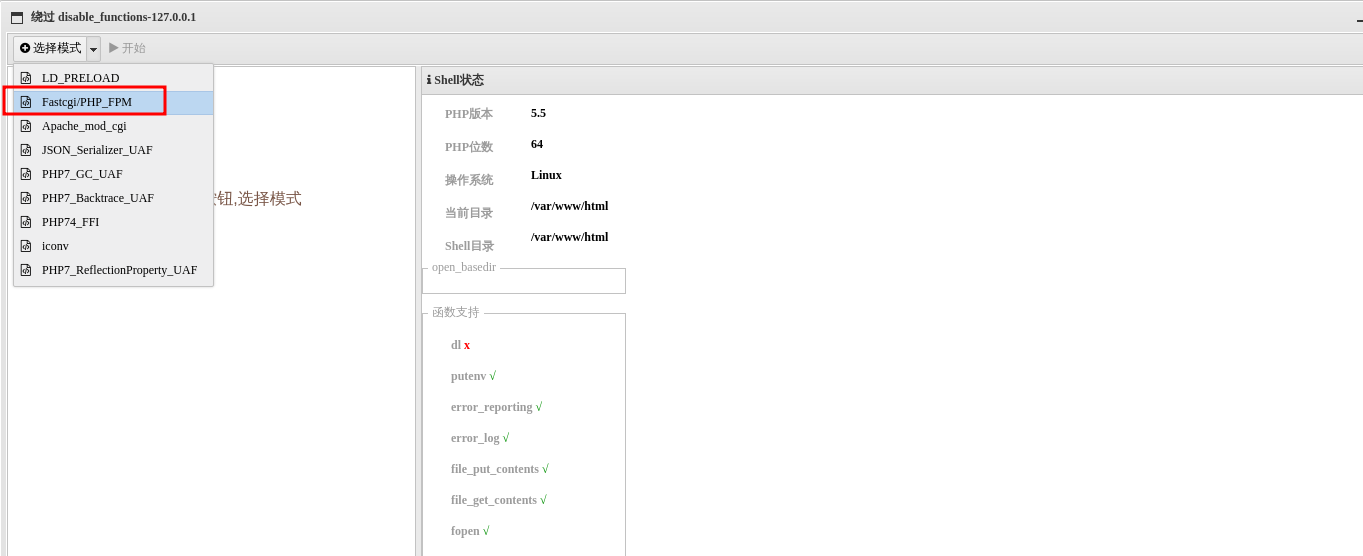 绕过 disable_functions-127.0.0.1
选择模式 开始
LD_PRELOAD
Fastcgi/PHP_FPM
Apache_mod_cgi
JSON_Serializer_UAF
PHP7_GC_UAF
PHP7_Backtrace_UAF
PHP74_FFI
iconv
PHP7_ReflectionProperty_UAF
钮,选择模式
Shell状态
PHP版本 5.5
PHP位数 64
操作系统 Linux
当前目录 /var/www/html
Shell目录 /var/www/html
open_basedir
函数支持
dl x
putenv √
error_reporting √
error_log √
file_put_contents √
file_get_contents √
fopen √